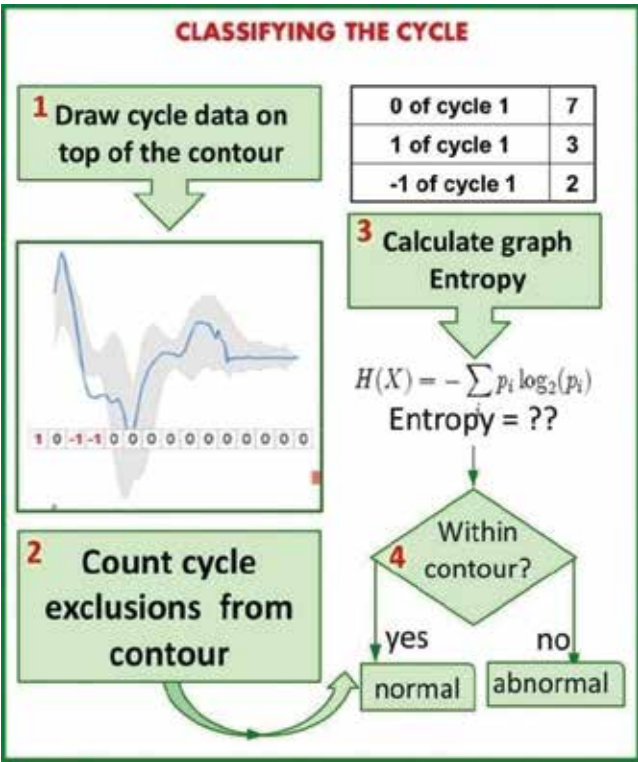 CLASSIFYING THE CYCLE
1 Draw cycle data on
top of the contour
1 0 -1 -1 0 0 0 0 0 0 0 0 0 0 0
2 Count cycle
exclusions from
contour
0 of cycle 1 7
1 of cycle 1 3
-1 of cycle 1 2
3 Calculate graph
Entropy
H(X) = − ∑ᵢ pᵢ log₂(pᵢ)
Entropy = ??
Within
4 contour?
yes no
normal abnormal